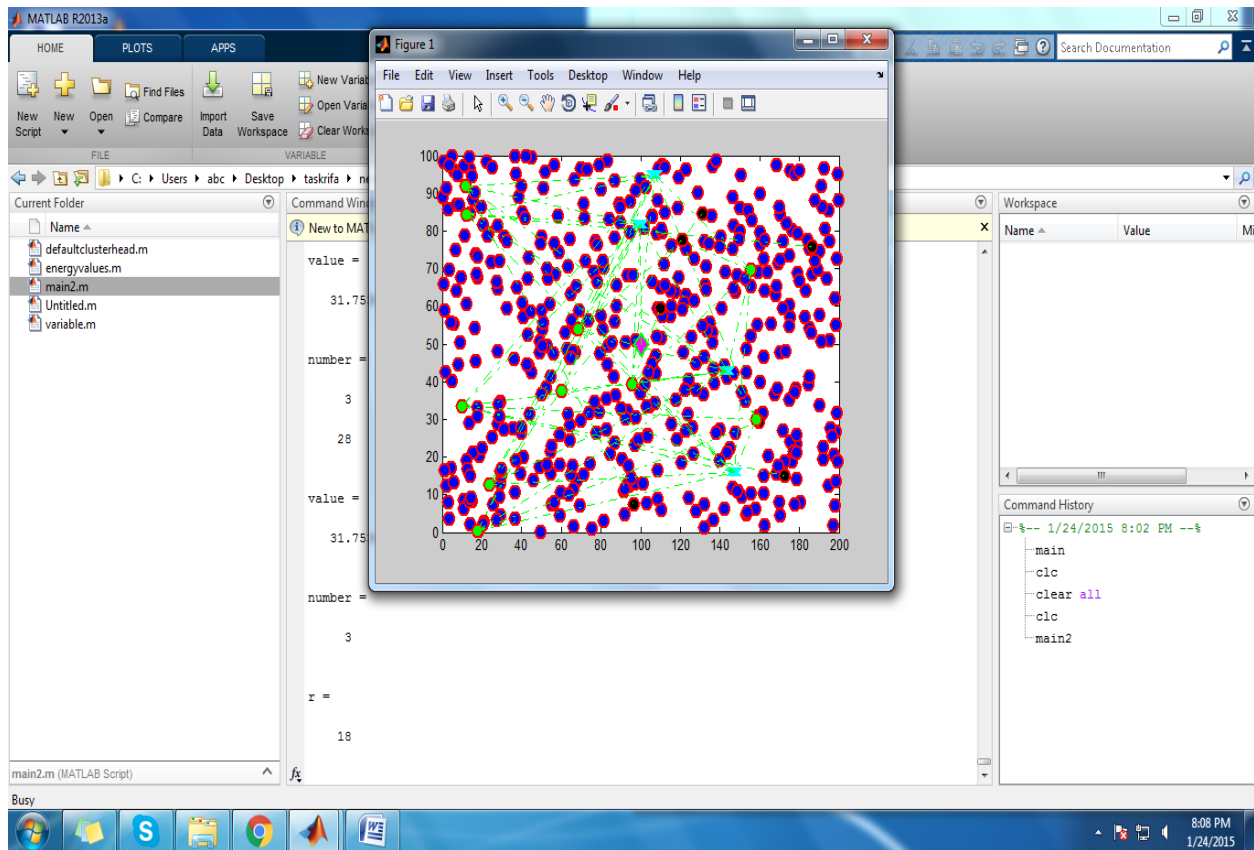 MATLAB R2013a
HOME PLOTS APPS
Search Documentation
New Script
New
Open
Find Files
Compare
Import Data
Save Workspace
New Variab
Open Varia
Clear Works
FILE
VARIABLE
C: Users abc Desktop taskrifa
Current Folder
Name
defaultclusterhead.m
energyvalues.m
main2.m
Untitled.m
variable.m
main2.m (MATLAB Script)
Busy
Command Wind
New to MAT
value =
31.75
number =
3
28
value =
31.75
number =
3
r =
18
fx
Figure 1
File Edit View Insert Tools Desktop Window Help
100
90
80
70
60
50
40
30
20
10
0
0 20 40 60 80 100 120 140 160 180 200
Workspace
Name Value Mi
Command History
%-- 1/24/2015 8:02 PM --%
main
clc
clear all
clc
main2
8:08 PM
1/24/2015